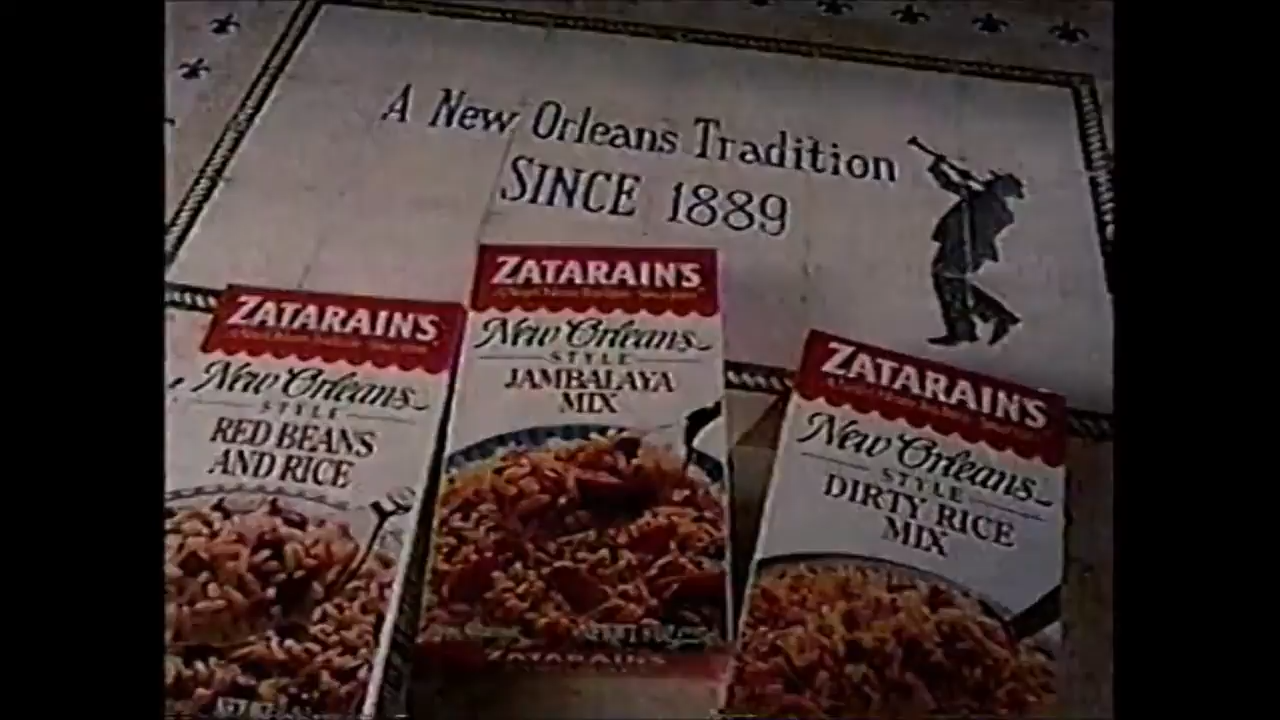 A New Orleans Tradition
SINCE 1889
ZATARAIN'S
New Orleans
STYLE
RED BEANS
AND RICE
ZATARAIN'S
New Orleans
STYLE
JAMBALAYA
MIX
ZATARAIN'S
ZATARAIN'S
New Orleans
STYLE
DIRTY RICE
MIX